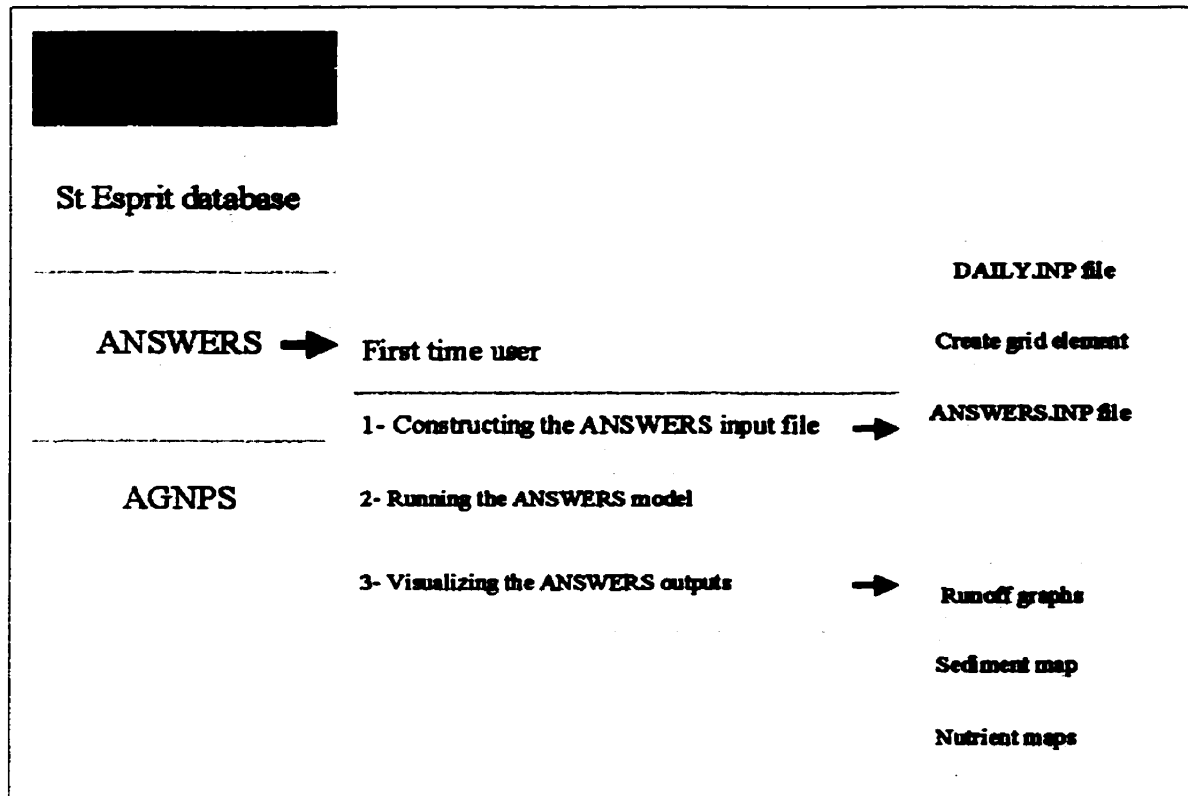 St Esprit database
ANSWERS
AGNPS
First time user
1- Constructing the ANSWERS input file
2- Running the ANSWERS model
3- Visualizing the ANSWERS outputs
DAILY.INP file
Create grid element
ANSWERS.INP file
Runoff graphs
Sediment map
Nutrient maps